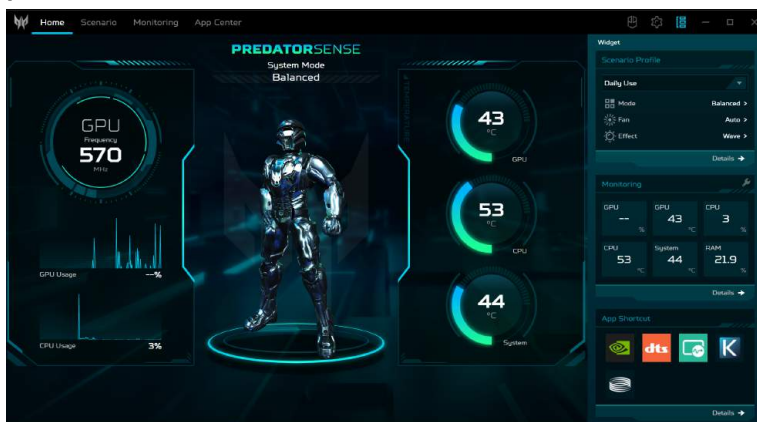 Home Scenario Monitoring App Center
PREDATORSENSE
System Mode
Balanced
GPU
Frequency
570
MHz
GPU Usage --%
CPU Usage 3%
43
°C
GPU
53
°C
CPU
44
°C
System
Widget
Scenario Profile
Daily Use
Mode Balanced >
Fan Auto >
Effect Wave >
Details →
Monitoring
GPU GPU CPU
-- 43 3
% °C %
CPU System RAM
53 44 21.9
°C °C %
Details →
App Shortcut
dts
K
Details →